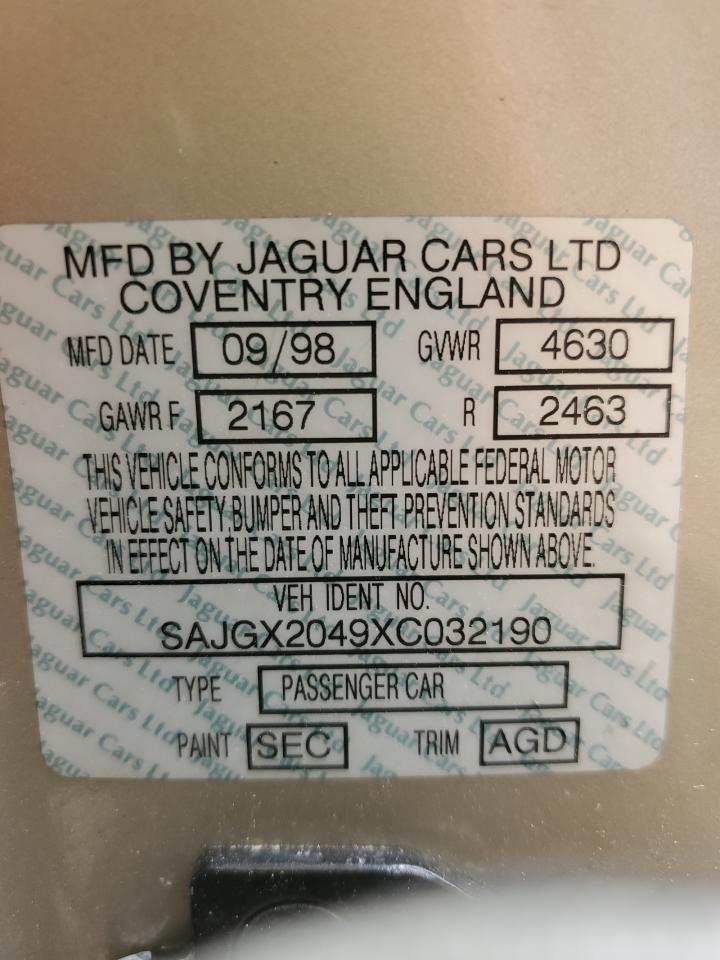 MFD BY JAGUAR CARS LTD
COVENTRY ENGLAND
MFD DATE 09/98 GVWR 4630
GAWR F 2167 R 2463
THIS VEHICLE CONFORMS TO ALL APPLICABLE FEDERAL MOTOR
VEHICLE SAFETY.BUMPER AND THEFT PREVENTION STANDARDS
IN EFFECT ON THE DATE OF MANUFACTURE SHOWN ABOVE.
VEH IDENT NO.
SAJGX2049XC032190
TYPE PASSENGER CAR
PAINT SEC TRIM AGD